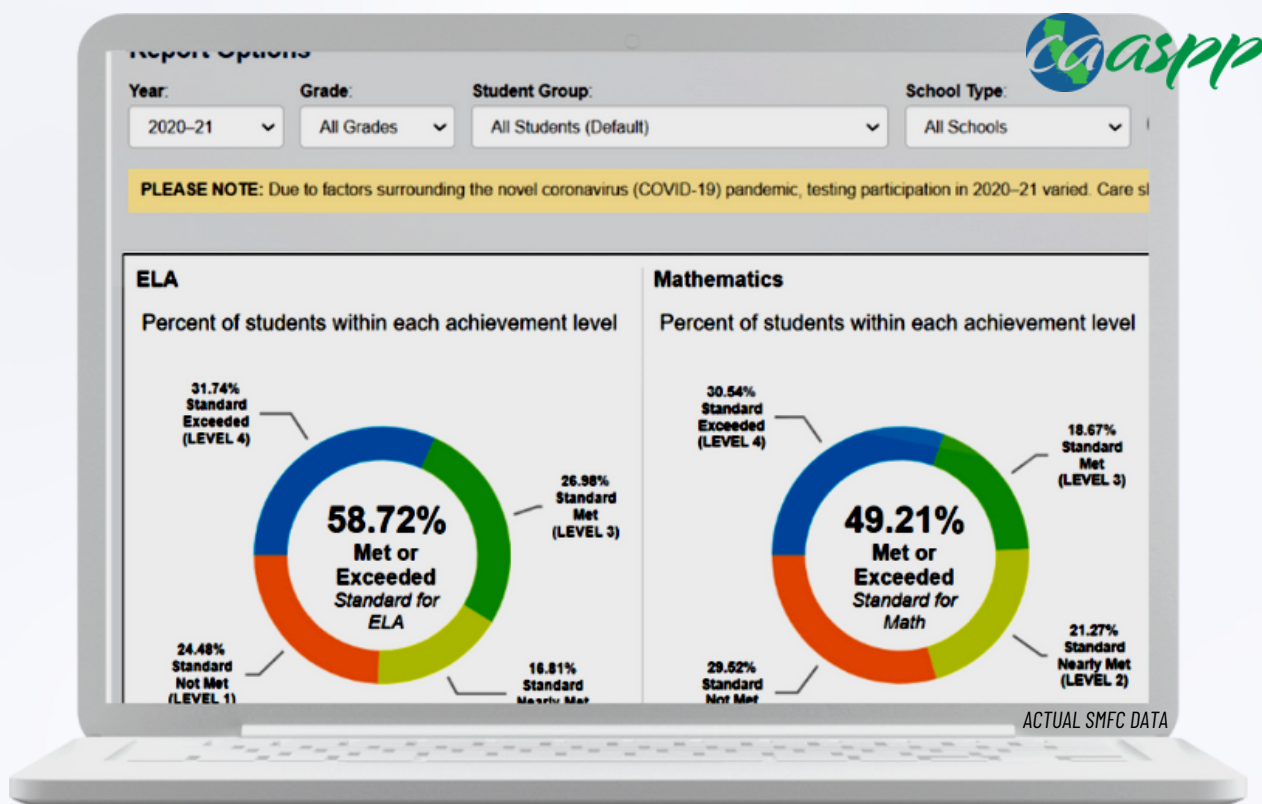 caaspp
Report Options
Year:
Grade:
Student Group:
School Type:
2020–21
All Grades
All Students (Default)
All Schools
PLEASE NOTE: Due to factors surrounding the novel coronavirus (COVID-19) pandemic, testing participation in 2020–21 varied. Care
ELA
Percent of students within each achievement level
31.74%
Standard
Exceeded
(LEVEL 4)
26.98%
Standard
Met
(LEVEL 3)
58.72%
Met or
Exceeded
Standard for
ELA
24.48%
Standard
Not Met
(LEVEL 1)
16.81%
Standard
Nearly Met
Mathematics
Percent of students within each achievement level
30.54%
Standard
Exceeded
(LEVEL 4)
18.67%
Standard
Met
(LEVEL 3)
49.21%
Met or
Exceeded
Standard for
Math
29.52%
Standard
Not Met
21.27%
Standard
Nearly Met
(LEVEL 2)
ACTUAL SMFC DATA